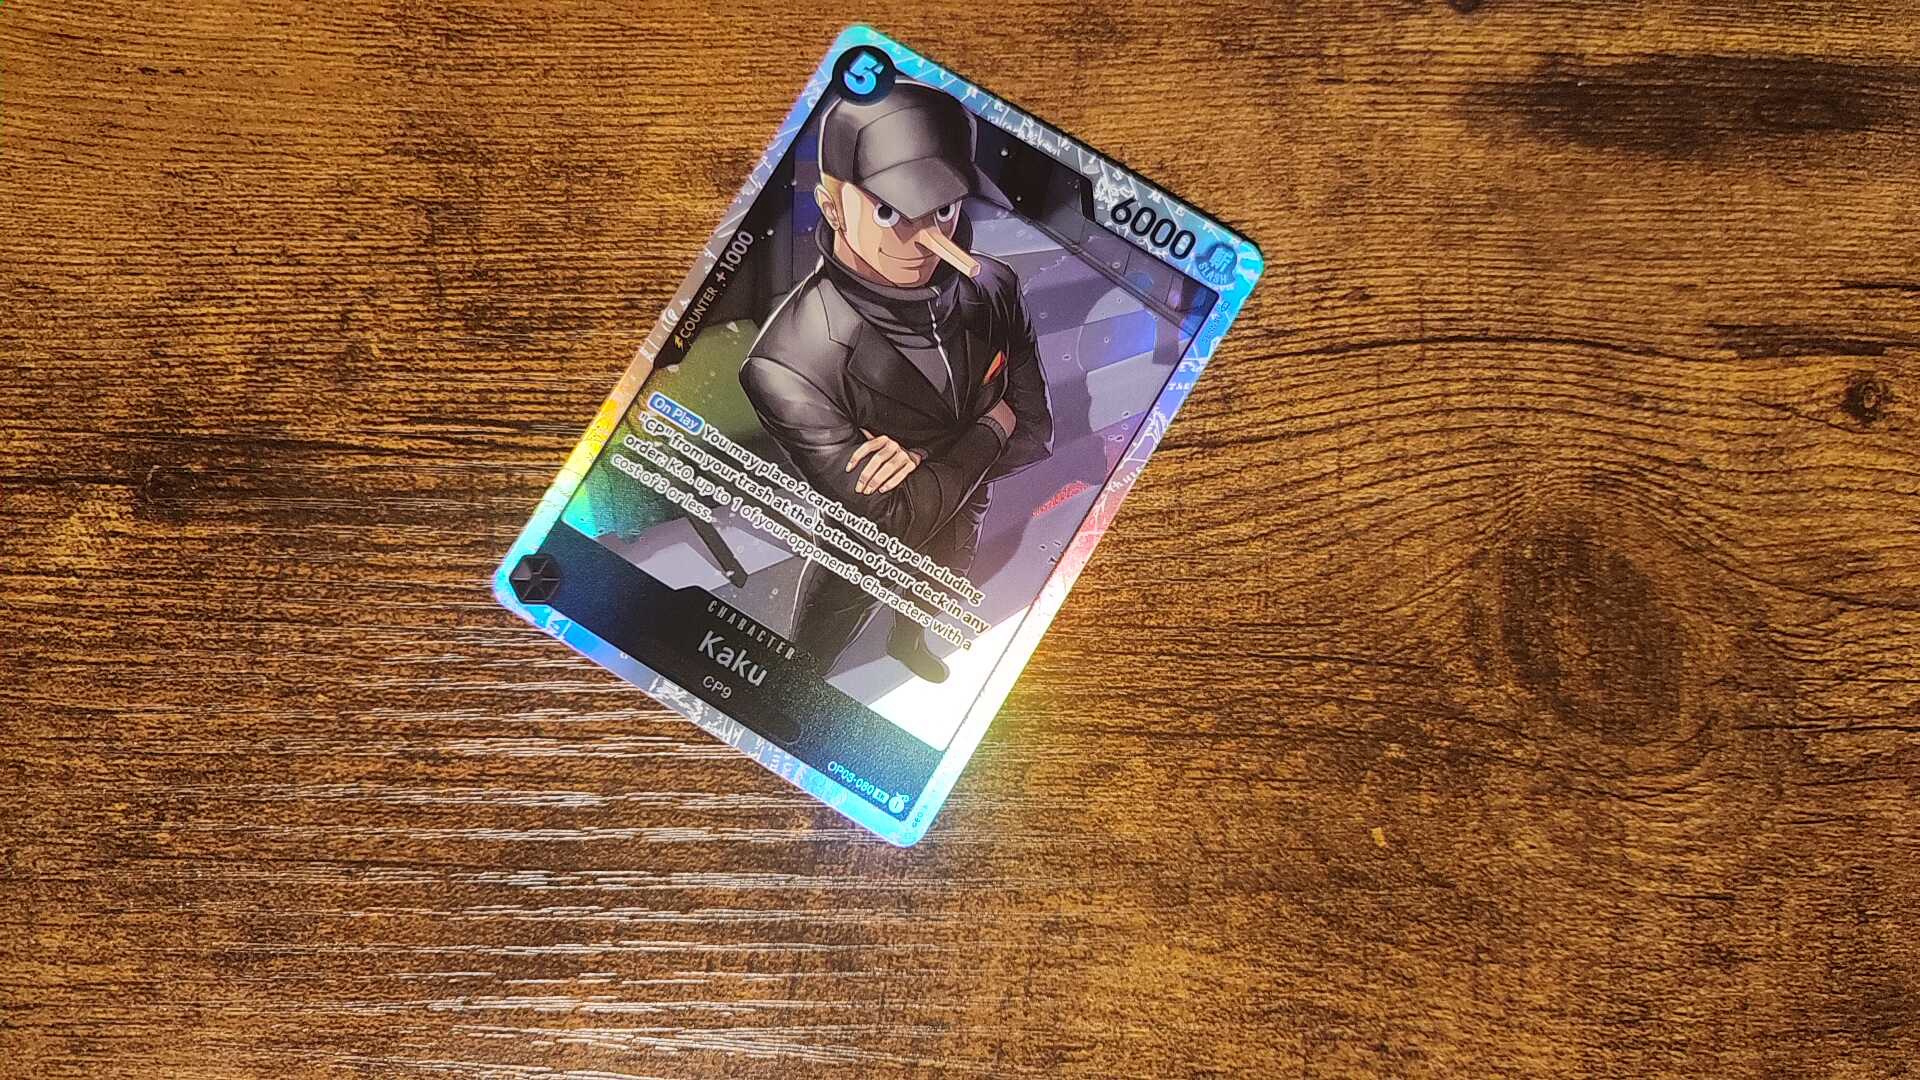 5
6000
斬
SLASH
COUNTER +1000
On Play You may place 2 cards with a type including
"CP" from your trash at the bottom of your deck in any
order: K.O. up to 1 of your opponent's Characters with a
cost of 3 or less.
CHARACTER
Kaku
CP9
OP03-080 R 1